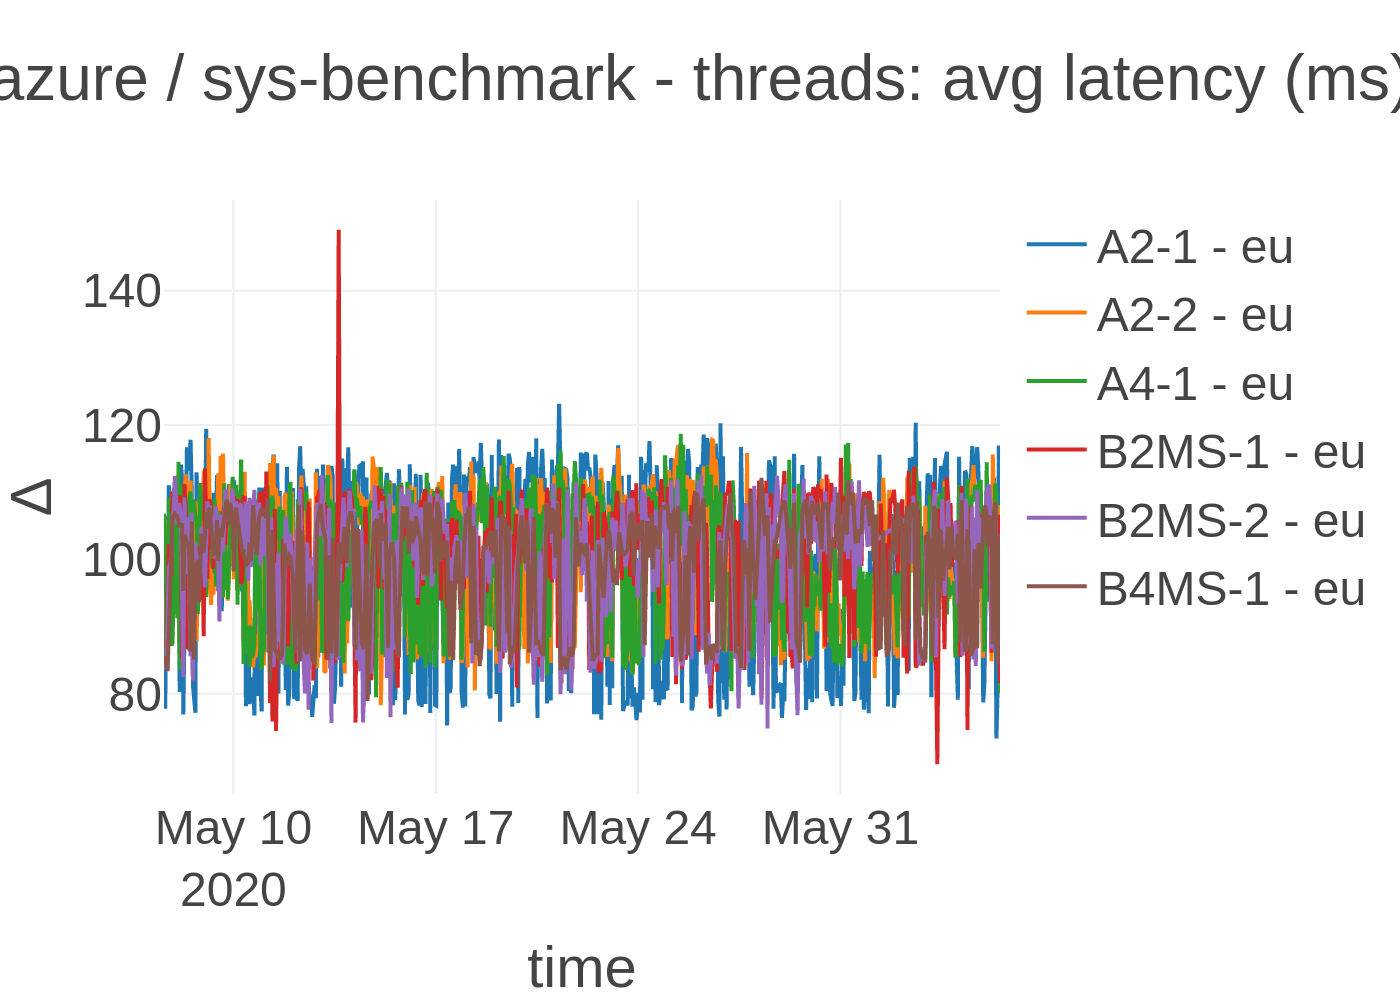 azure / sys-benchmark - threads: avg latency (ms)
A2-1 - eu
A2-2 - eu
A4-1 - eu
B2MS-1 - eu
B2MS-2 - eu
B4MS-1 - eu
140
120
100
80
Δ
May 10
2020
May 17
May 24
May 31
time